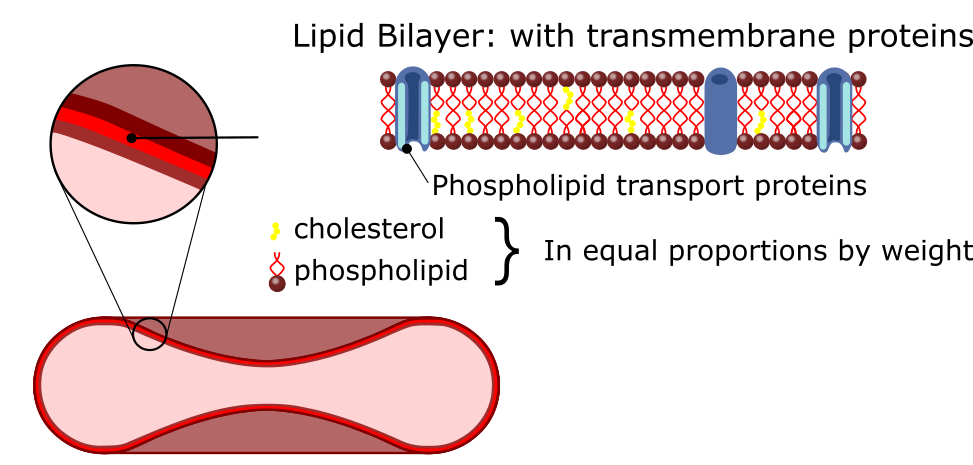 Lipid Bilayer: with transmembrane proteins
Phospholipid transport proteins
cholesterol
phospholipid
In equal proportions by weight